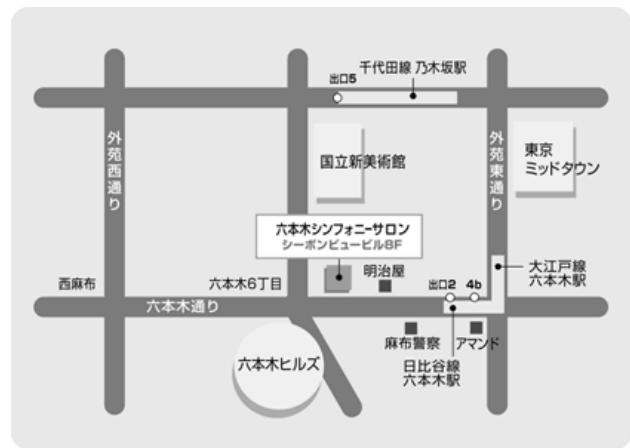 千代田線 乃木坂駅
出口5
外苑西通り
国立新美術館
外苑東通り
東京
ミッドタウン
六本木シンフォニーサロン
シーボンビュービル8F
西麻布
六本木6丁目
明治屋
出口2
4b
大江戸線
六本木駅
六本木通り
麻布警察
アマンド
六本木ヒルズ
日比谷線
六本木駅